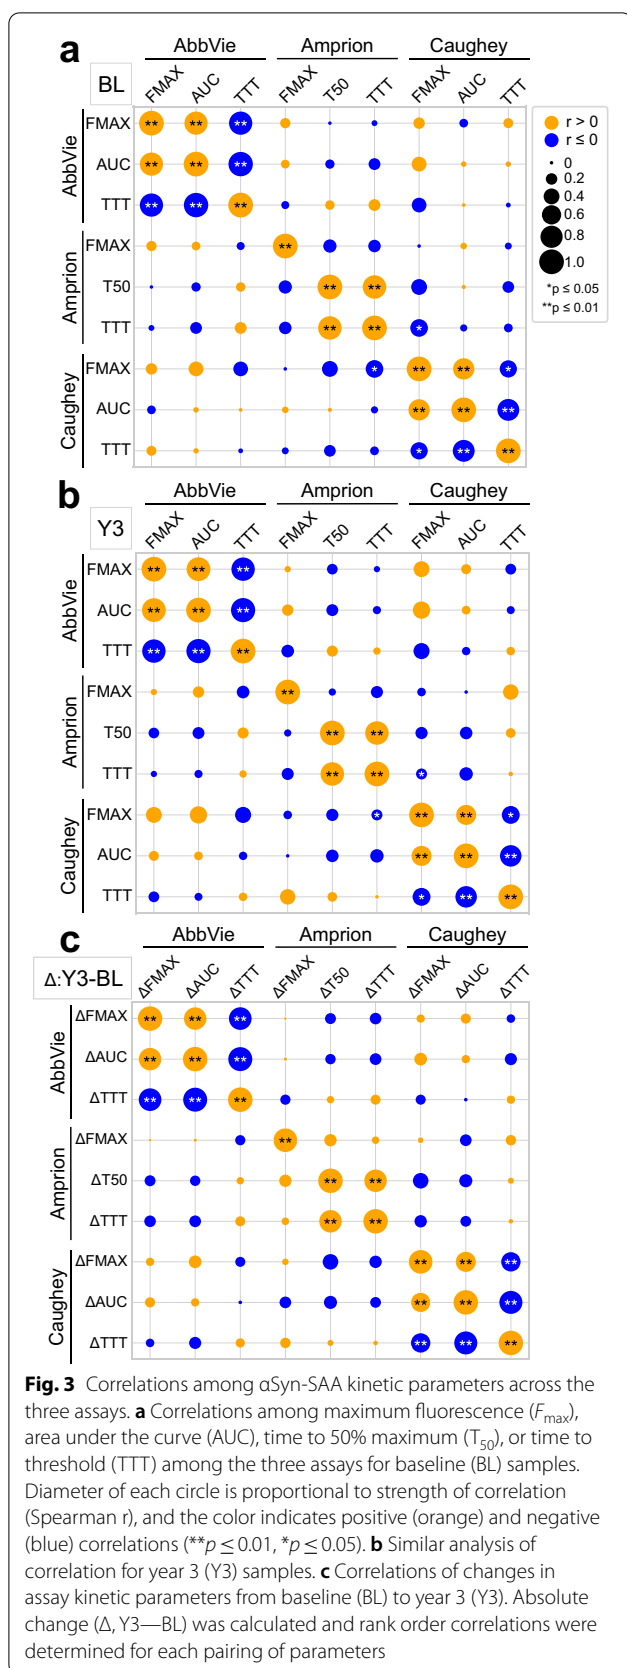 a
AbbVie Amprion Caughey
BL
FMAX AUC TTT FMAX T50 TTT FMAX AUC TTT
AbbVie
FMAX ** ** **
AUC ** ** **
TTT ** ** **
Amprion
FMAX **
T50 ** **
TTT ** ** *
Caughey
FMAX * ** ** *
AUC ** ** **
TTT * ** **
r > 0
r ≤ 0
0
0.2
0.4
0.6
0.8
1.0
*p ≤ 0.05
**p ≤ 0.01
b
AbbVie Amprion Caughey
Y3
FMAX AUC TTT FMAX T50 TTT FMAX AUC TTT
AbbVie
FMAX ** ** **
AUC ** ** **
TTT ** ** **
Amprion
FMAX **
T50 ** **
TTT ** ** *
Caughey
FMAX * ** ** *
AUC ** ** **
TTT * ** **
c
AbbVie Amprion Caughey
Δ:Y3-BL
ΔFMAX ΔAUC ΔTTT ΔFMAX ΔT50 ΔTTT ΔFMAX ΔAUC ΔTTT
AbbVie
ΔFMAX ** ** **
ΔAUC ** ** **
ΔTTT ** ** **
Amprion
ΔFMAX **
ΔT50 ** **
ΔTTT ** **
Caughey
ΔFMAX ** ** **
ΔAUC ** ** **
ΔTTT ** ** **
Fig. 3 Correlations among αSyn-SAA kinetic parameters across the
three assays. a Correlations among maximum fluorescence (Fmax),
area under the curve (AUC), time to 50% maximum (T50), or time to
threshold (TTT) among the three assays for baseline (BL) samples.
Diameter of each circle is proportional to strength of correlation
(Spearman r), and the color indicates positive (orange) and negative
(blue) correlations (**p ≤ 0.01, *p ≤ 0.05). b Similar analysis of
correlation for year 3 (Y3) samples. c Correlations of changes in
assay kinetic parameters from baseline (BL) to year 3 (Y3). Absolute
change (Δ, Y3—BL) was calculated and rank order correlations were
determined for each pairing of parameters